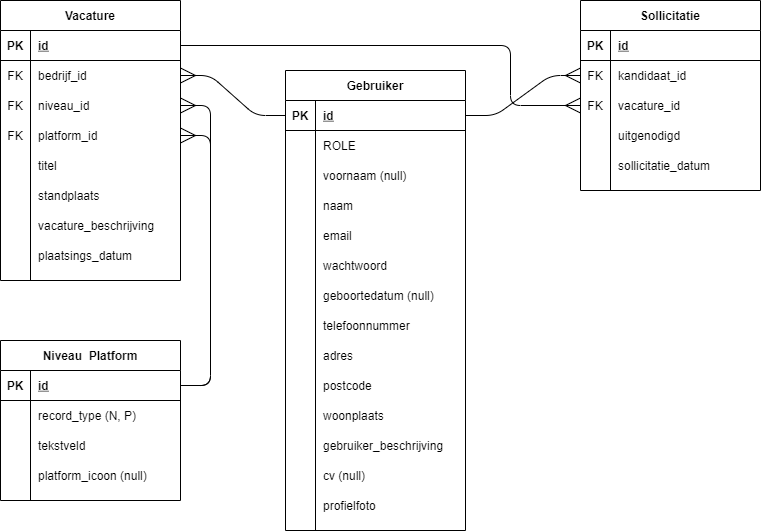 Vacature
PK id
FK bedrijf_id
FK niveau_id
FK platform_id
titel
standplaats
vacature_beschrijving
plaatsings_datum
Niveau Platform
PK id
record_type (N, P)
tekstveld
platform_icoon (null)
Gebruiker
PK id
ROLE
voornaam (null)
naam
email
wachtwoord
geboortedatum (null)
telefoonnummer
adres
postcode
woonplaats
gebruiker_beschrijving
cv (null)
profielfoto
Sollicitatie
PK id
FK kandidaat_id
FK vacature_id
uitgenodigd
sollicitatie_datum